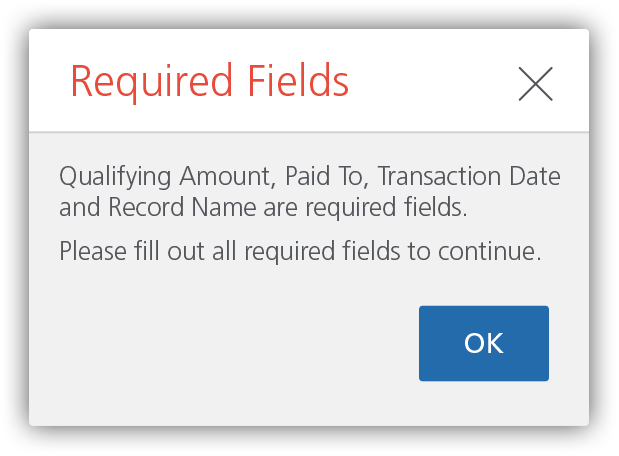 Required Fields
Qualifying Amount, Paid To, Transaction Date
and Record Name are required fields.
Please fill out all required fields to continue.
OK